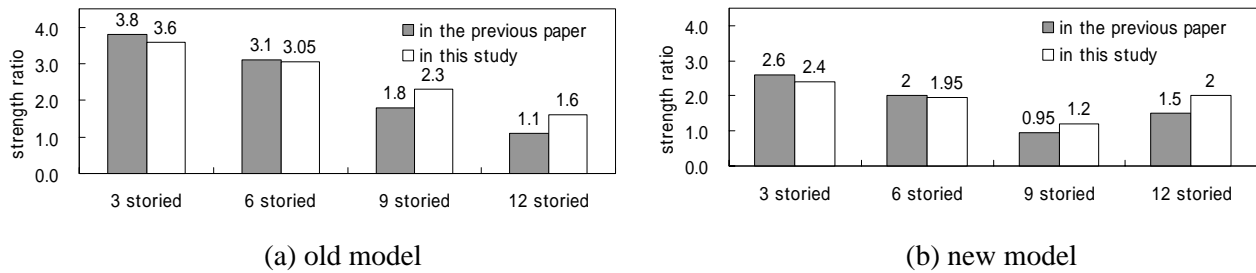 strength ratio
4.0
3.0
2.0
1.0
0.0
3.8
3.6
3.1
3.05
1.8
2.3
1.1
1.6
in the previous paper
in this study
3 storied
6 storied
9 storied
12 storied
(a) old model
strength ratio
4.0
3.0
2.0
1.0
0.0
2.6
2.4
2
1.95
0.95
1.2
1.5
2
in the previous paper
in this study
3 storied
6 storied
9 storied
12 storied
(b) new model